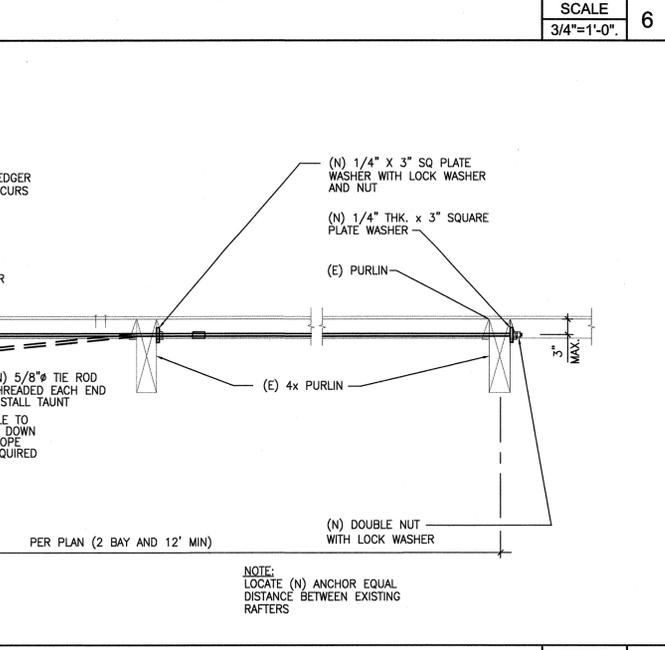 SCALE
3/4"=1'-0".
6
(N) 1/4" X 3" SQ PLATE
WASHER WITH LOCK WASHER
AND NUT
(N) 1/4" THK. x 3" SQUARE
PLATE WASHER
(E) PURLIN
EDGER
CURS
R
3"
MAX.
(E) 4x PURLIN
) 5/8"ø TIE ROD
HREADED EACH END
STALL TAUNT
LE TO
DOWN
OPE
QUIRED
(N) DOUBLE NUT
WITH LOCK WASHER
PER PLAN (2 BAY AND 12' MIN)
NOTE:
LOCATE (N) ANCHOR EQUAL
DISTANCE BETWEEN EXISTING
RAFTERS